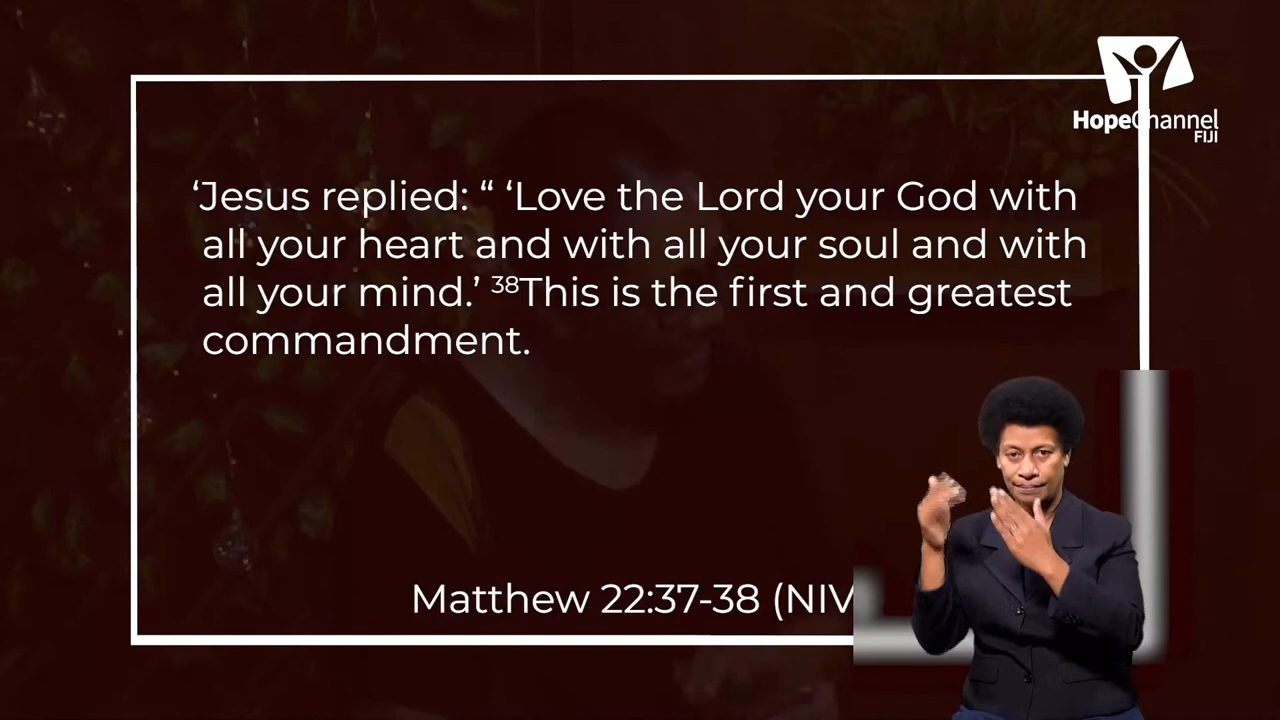 HopeChannel
FIJI
‘Jesus replied: “ ‘Love the Lord your God with
all your heart and with all your soul and with
all your mind.’ ³⁸This is the first and greatest
commandment.
Matthew 22:37-38 (NIV